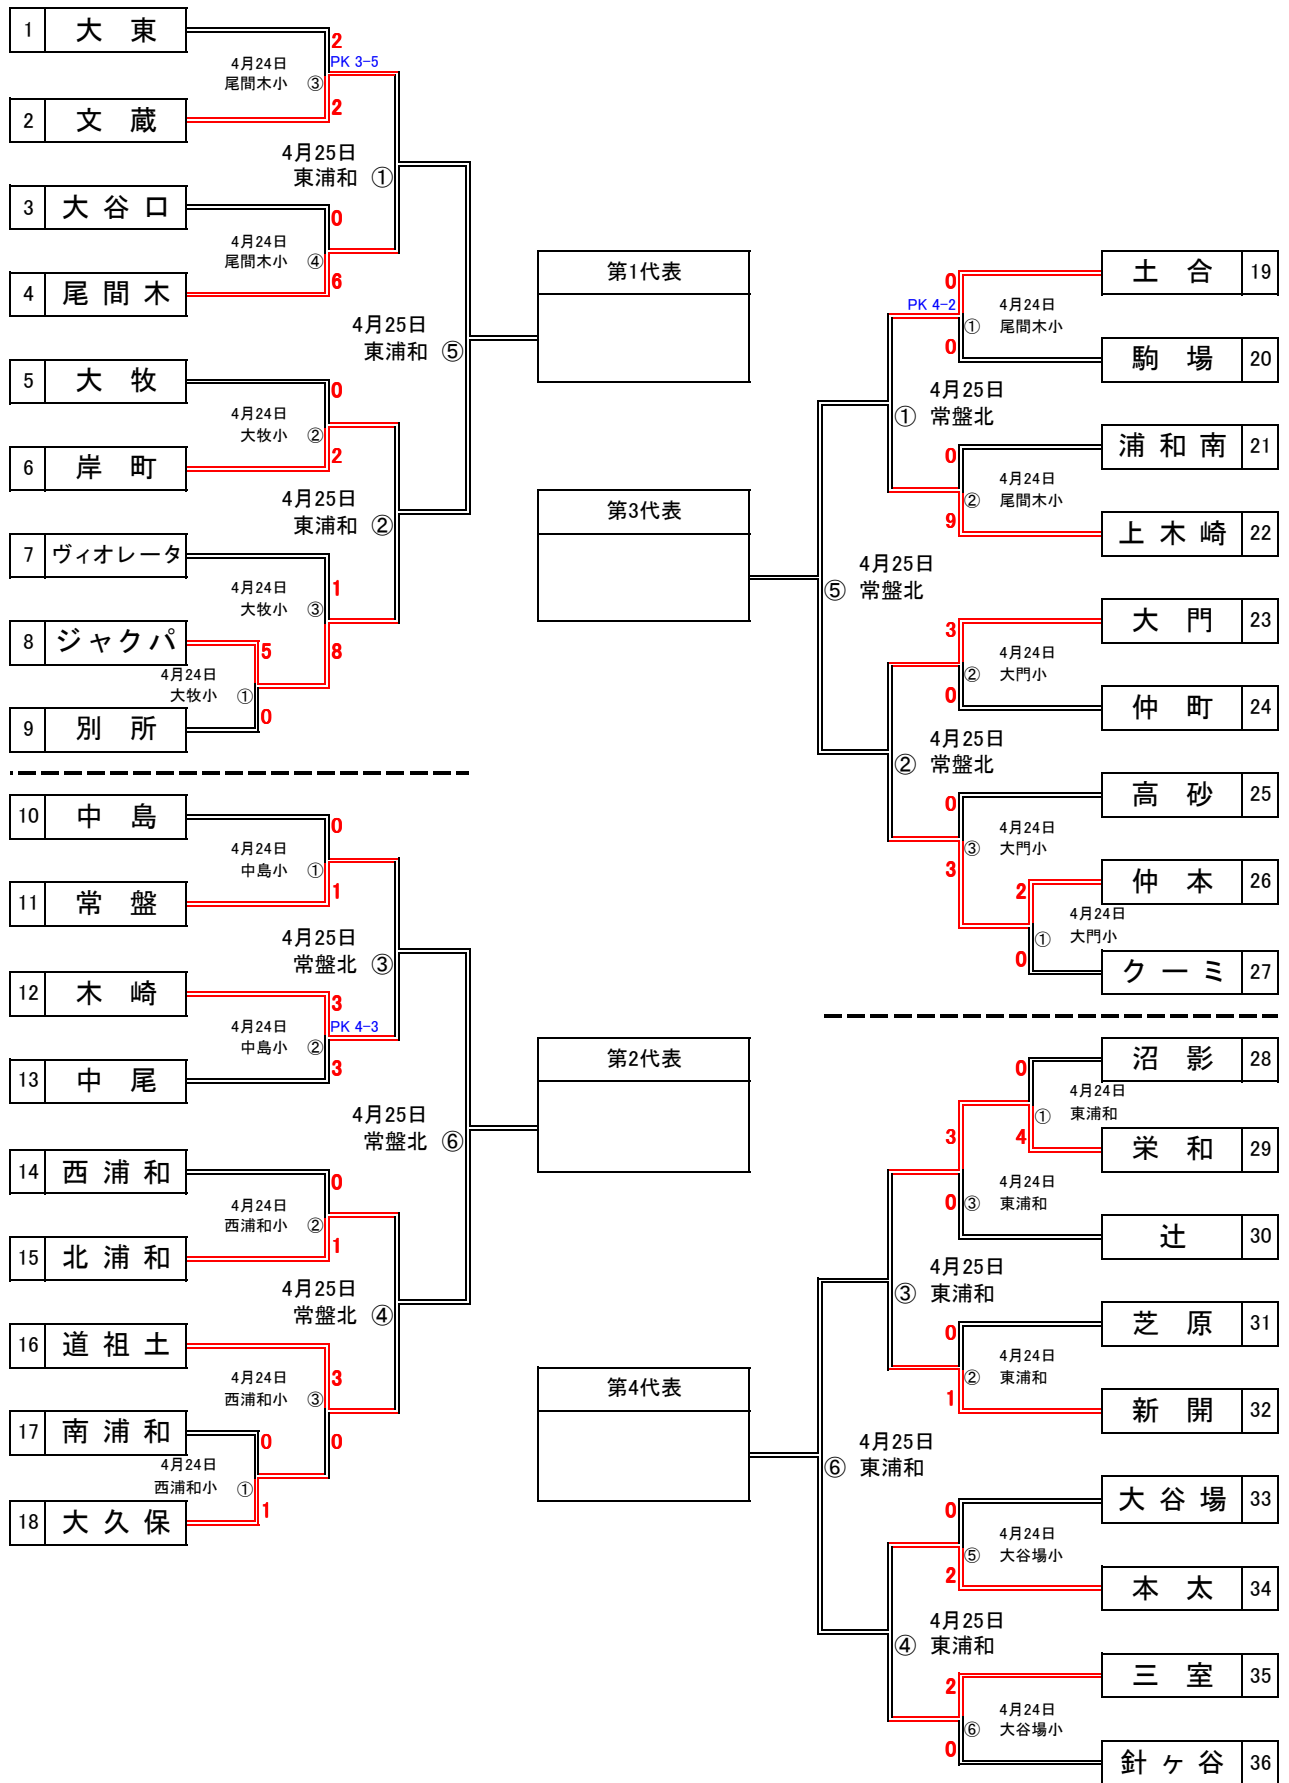 1 大 東
2
4月24日
PK 3-5
尾間木小 ③
2 文 蔵
2
4月25日
東浦和 ①
3 大 谷 口
0
4月24日
尾間木小 ④
4 尾 間 木
6
4月25日
東浦和 ⑤
5 大 牧
0
4月24日
大牧小 ②
6 岸 町
2
4月25日
東浦和 ②
7 ヴィオレータ
1
4月24日
大牧小 ③
8 ジャクパ
5
8
4月24日
大牧小 ①
9 別 所
0
10 中 島
0
4月24日
中島小 ①
11 常 盤
1
4月25日
常盤北 ③
12 木 崎
3
4月24日
PK 4-3
中島小 ②
13 中 尾
3
4月25日
常盤北 ⑥
14 西 浦 和
0
4月24日
西浦和小 ②
15 北 浦 和
1
4月25日
常盤北 ④
16 道 祖 土
3
4月24日
西浦和小 ③
17 南 浦 和
0
0
4月24日
西浦和小 ①
18 大 久 保
1
第1代表
第3代表
第2代表
第4代表
土 合 19
0
PK 4-2
4月24日
① 尾間木小
0
駒 場 20
4月25日
① 常盤北
浦 和 南 21
0
4月24日
② 尾間木小
9
上 木 崎 22
4月25日
⑤ 常盤北
大 門 23
3
4月24日
② 大門小
0
仲 町 24
4月25日
② 常盤北
高 砂 25
0
4月24日
③ 大門小
3
仲 本 26
2
4月24日
① 大門小
0
クーミ 27
沼 影 28
0
4月24日
① 東浦和
3
4
栄 和 29
4月24日
0
③ 東浦和
辻 30
4月25日
③ 東浦和
芝 原 31
0
4月24日
② 東浦和
1
新 開 32
4月25日
⑥ 東浦和
大 谷 場 33
0
4月24日
⑤ 大谷場小
2
本 太 34
4月25日
④ 東浦和
三 室 35
2
4月24日
⑥ 大谷場小
0
針 ヶ 谷 36